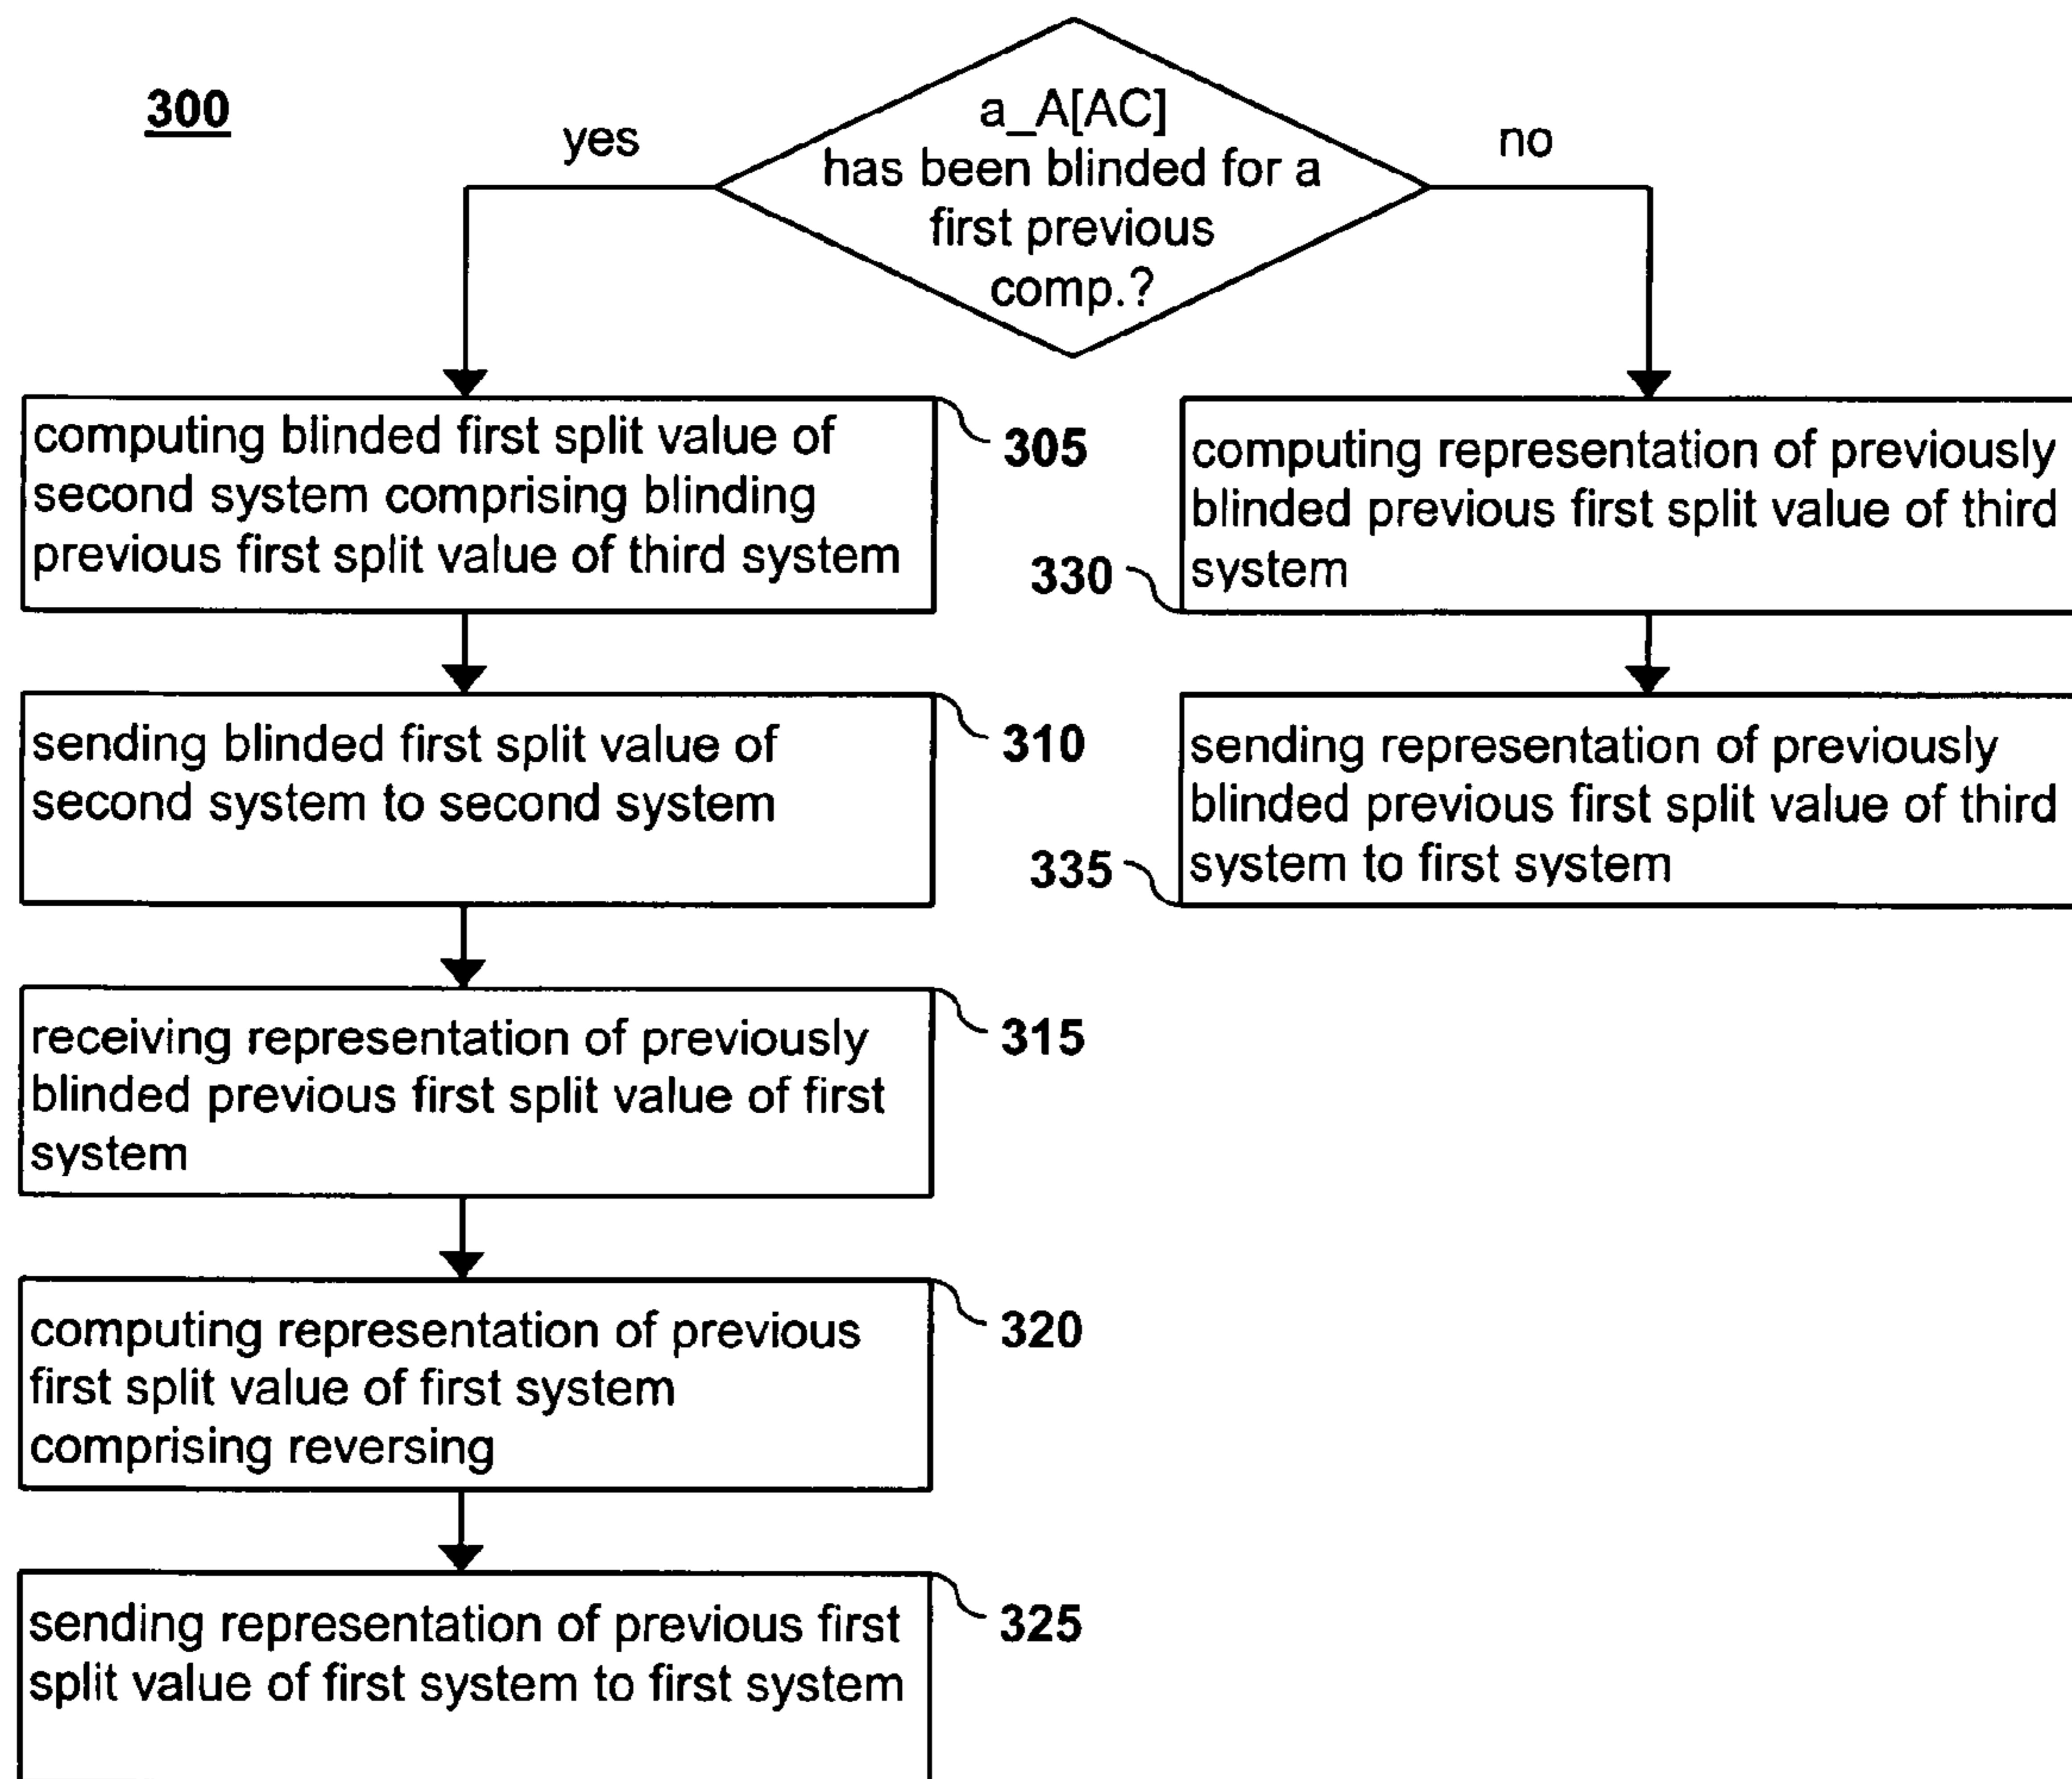 300
a_A[AC]
has been blinded for a
first previous
comp.?
yes
no
computing blinded first split value of
second system comprising blinding
previous first split value of third system
305
sending blinded first split value of
second system to second system
310
receiving representation of previously
blinded previous first split value of first
system
315
computing representation of previous
first split value of first system
comprising reversing
320
sending representation of previous first
split value of first system to first system
325
computing representation of previously
blinded previous first split value of third
system
330
sending representation of previously
blinded previous first split value of third
system to first system
335